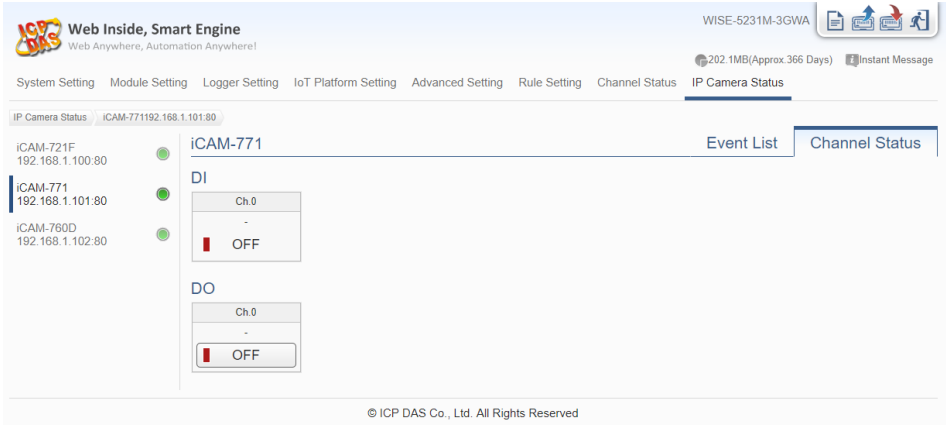 ICP
DAS
Web Inside, Smart Engine
Web Anywhere, Automation Anywhere!
WISE-5231M-3GWA
202.1MB(Approx.366 Days) Instant Message
System Setting Module Setting Logger Setting IoT Platform Setting Advanced Setting Rule Setting Channel Status IP Camera Status
IP Camera Status iCAM-771192.168.1.101:80
iCAM-721F
192.168.1.100:80
iCAM-771
192.168.1.101:80
iCAM-760D
192.168.1.102:80
iCAM-771 Event List Channel Status
DI
Ch.0
-
OFF
DO
Ch.0
-
OFF
© ICP DAS Co., Ltd. All Rights Reserved